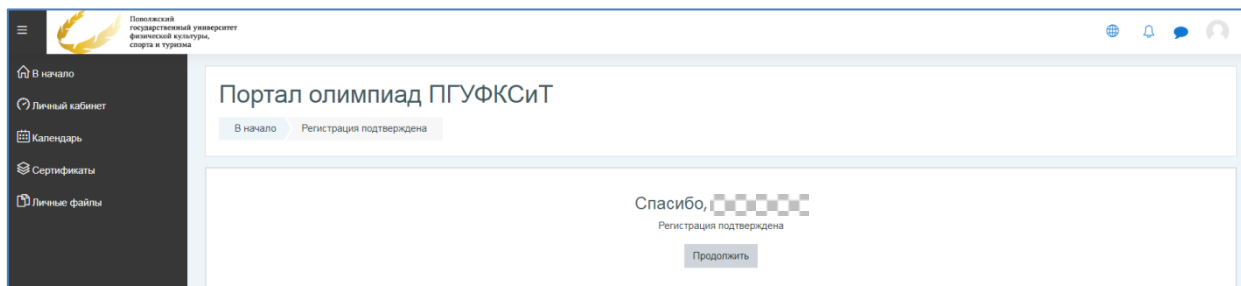 Поволжский
государственный университет
физической культуры,
спорта и туризма
В начало
Личный кабинет
Календарь
Сертификаты
Личные файлы
Портал олимпиад ПГУФКСиТ
В начало Регистрация подтверждена
Спасибо,
Регистрация подтверждена
Продолжить